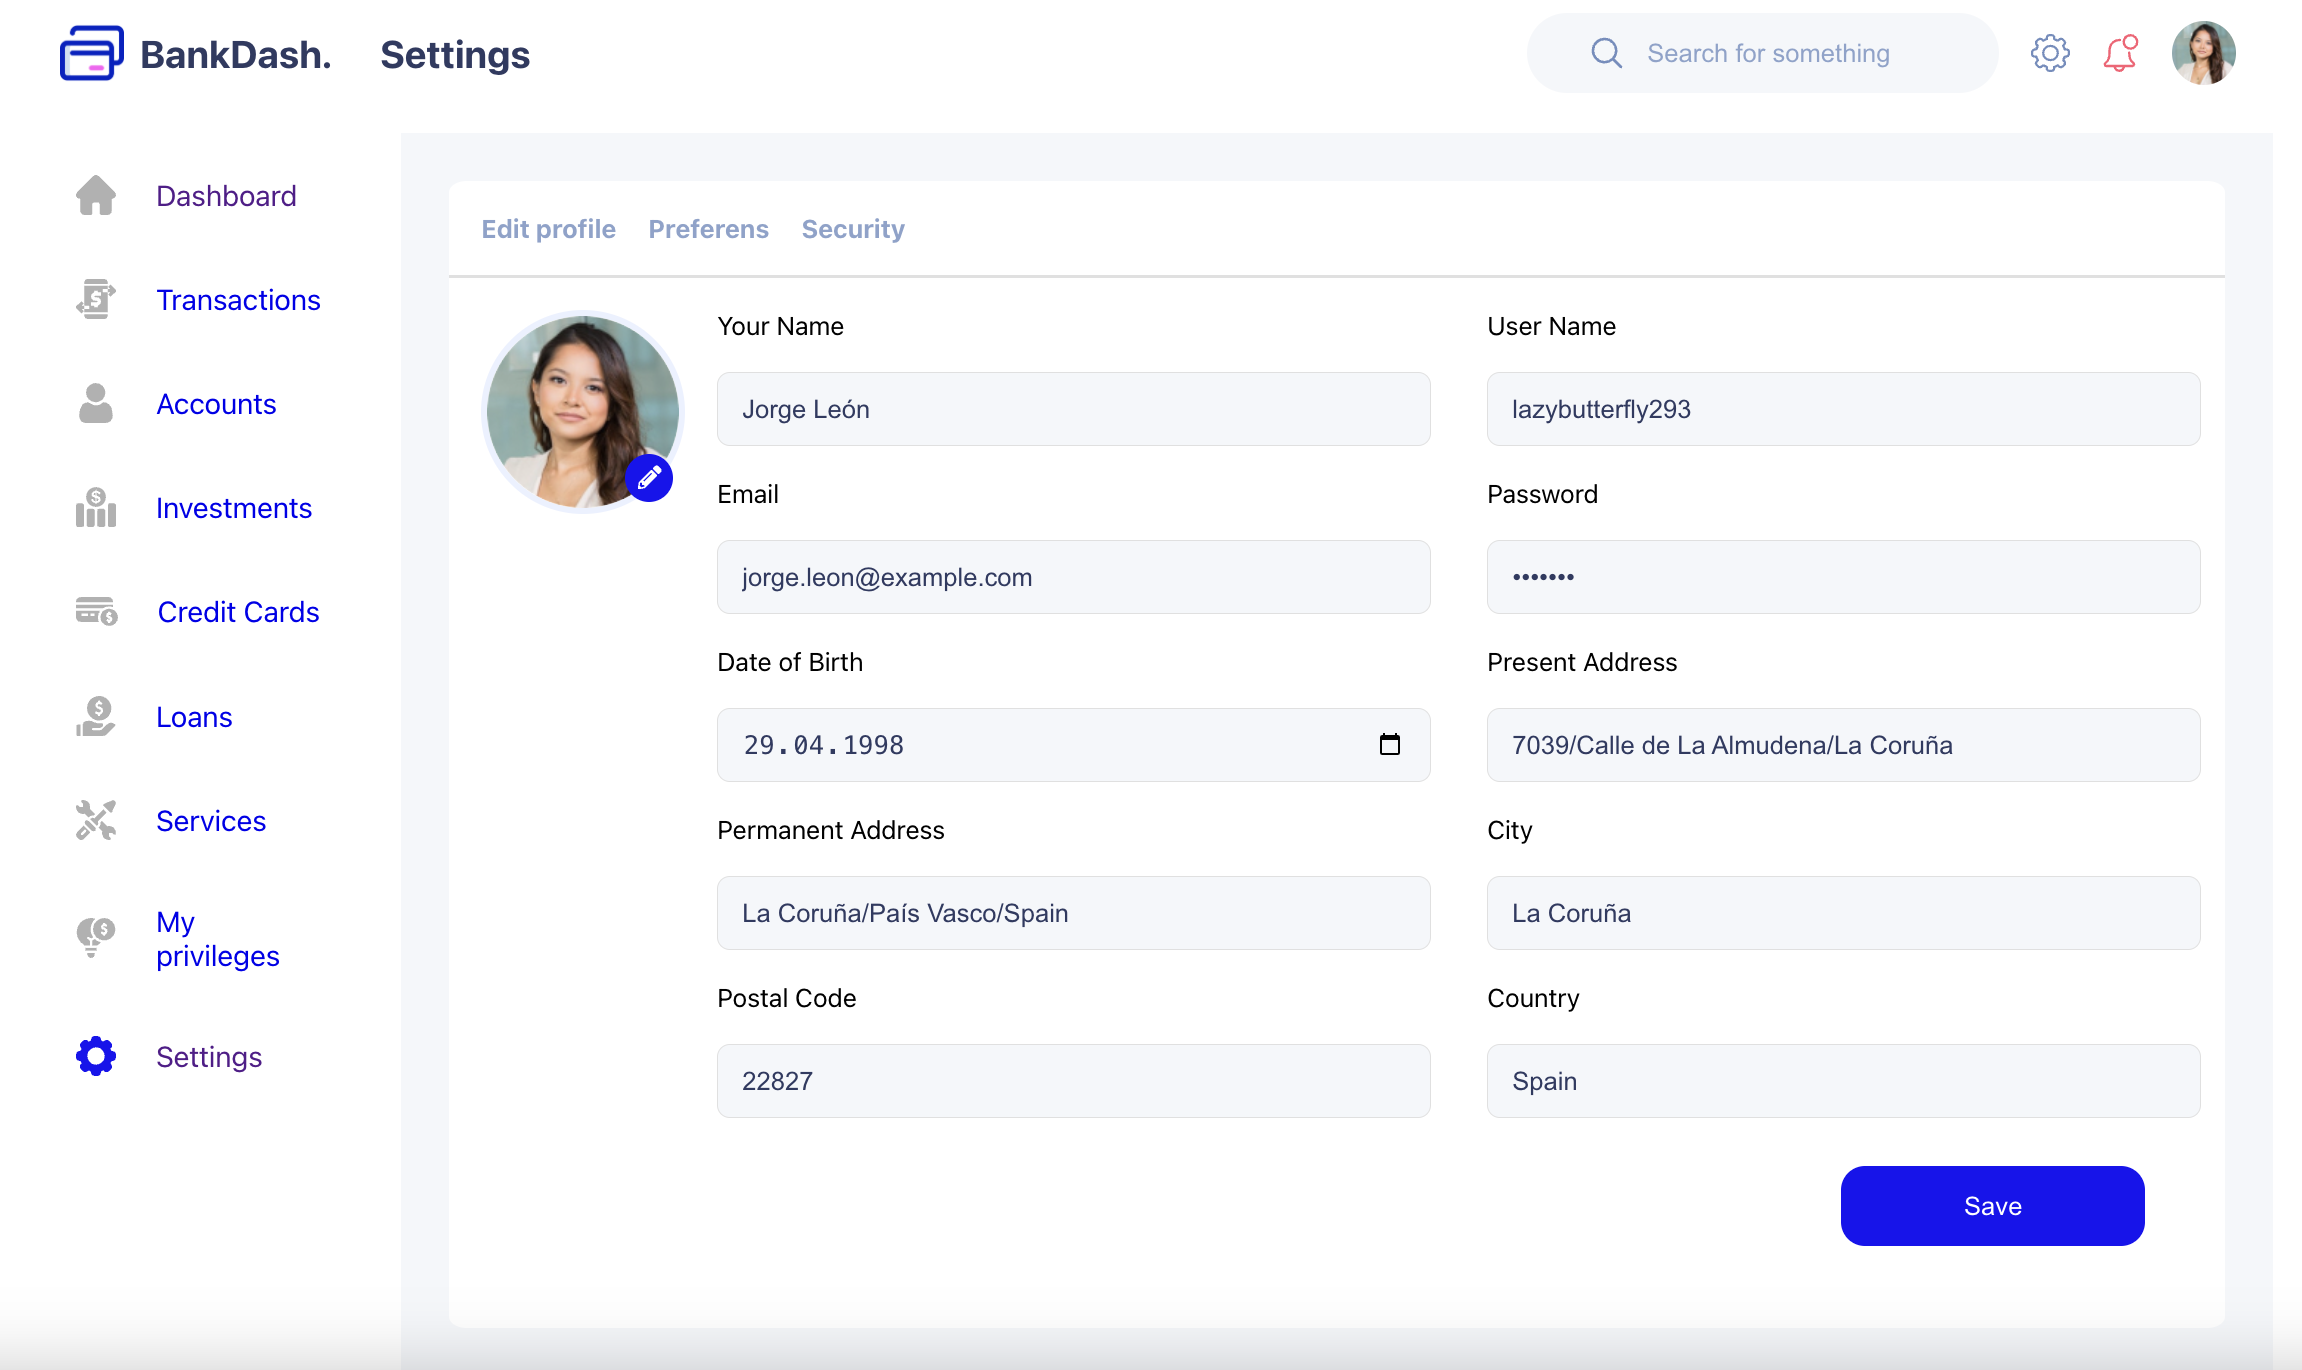 BankDash.
Settings
Search for something
Dashboard
Transactions
Accounts
Investments
Credit Cards
Loans
Services
My
privileges
Settings
Edit profile Preferens Security
Your Name
Jorge León
User Name
lazybutterfly293
Email
jorge.leon@example.com
Password
•••••••
Date of Birth
29.04.1998
Present Address
7039/Calle de La Almudena/La Coruña
Permanent Address
La Coruña/País Vasco/Spain
City
La Coruña
Postal Code
22827
Country
Spain
Save